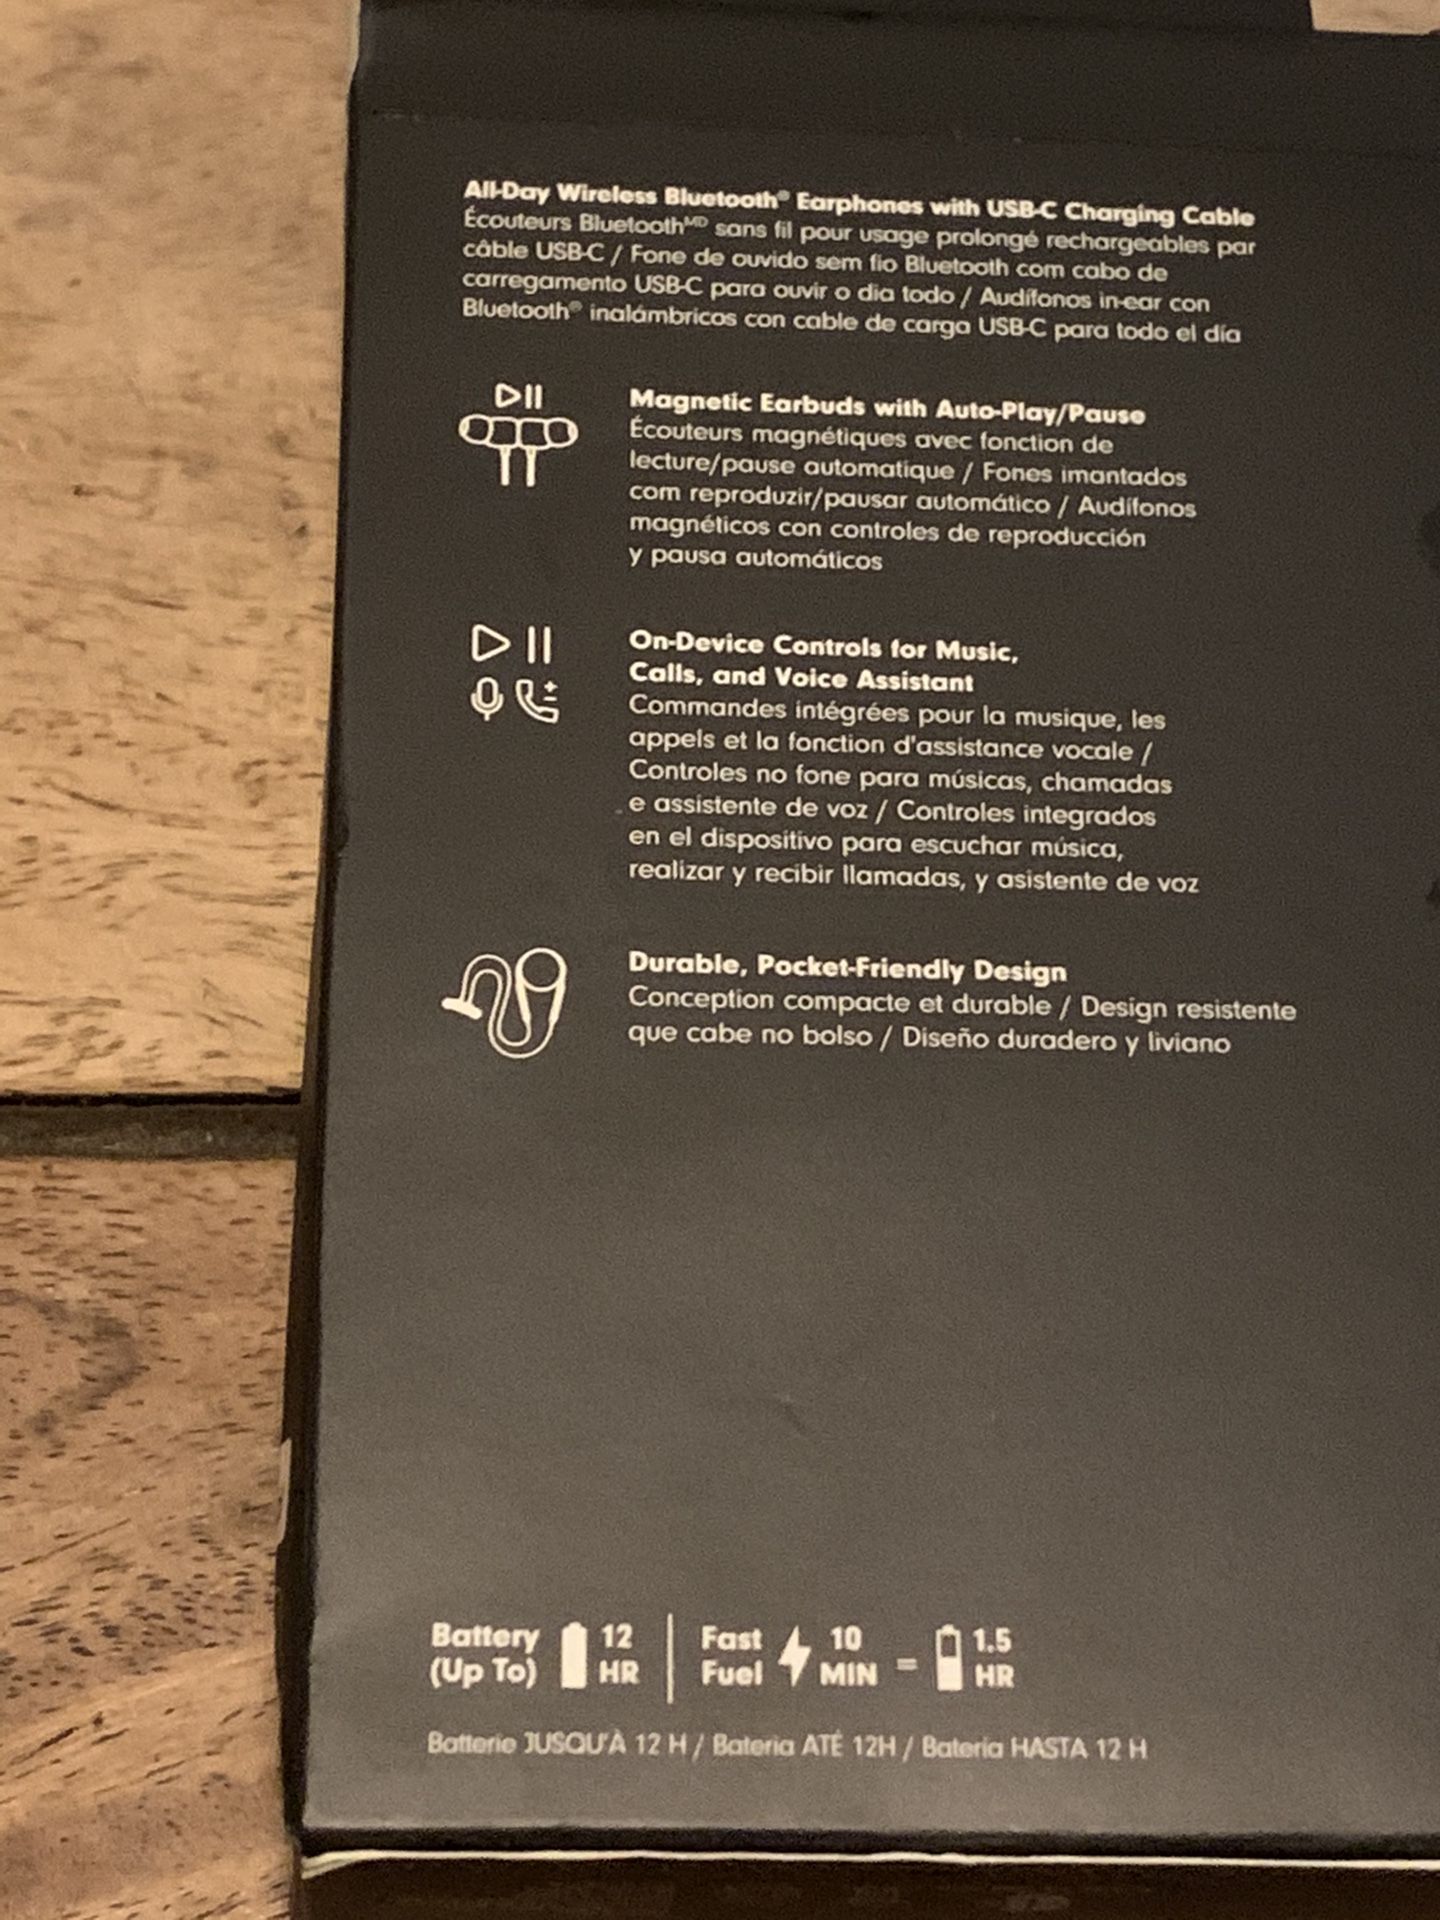 All-Day Wireless Bluetooth® Earphones with USB-C Charging Cable
Écouteurs Bluetoothᴹᴰ sans fil pour usage prolongé rechargeables par
câble USB-C / Fone de ouvido sem fio Bluetooth com cabo de
carregamento USB-C para ouvir o dia todo / Audífonos in-ear con
Bluetooth® inalámbricos con cable de carga USB-C para todo el día
Magnetic Earbuds with Auto-Play/Pause
Écouteurs magnétiques avec fonction de
lecture/pause automatique / Fones imantados
com reproduzir/pausar automático / Audífonos
magnéticos con controles de reproducción
y pausa automáticos
On-Device Controls for Music,
Calls, and Voice Assistant
Commandes intégrées pour la musique, les
appels et la fonction d'assistance vocale /
Controles no fone para músicas, chamadas
e assistente de voz / Controles integrados
en el dispositivo para escuchar música,
realizar y recibir llamadas, y asistente de voz
Durable, Pocket-Friendly Design
Conception compacte et durable / Design resistente
que cabe no bolso / Diseño duradero y liviano
Battery (Up To) 12 HR | Fast Fuel 10 MIN = 1.5 HR
Batterie JUSQU'À 12 H / Bateria ATÉ 12H / Batería HASTA 12 H